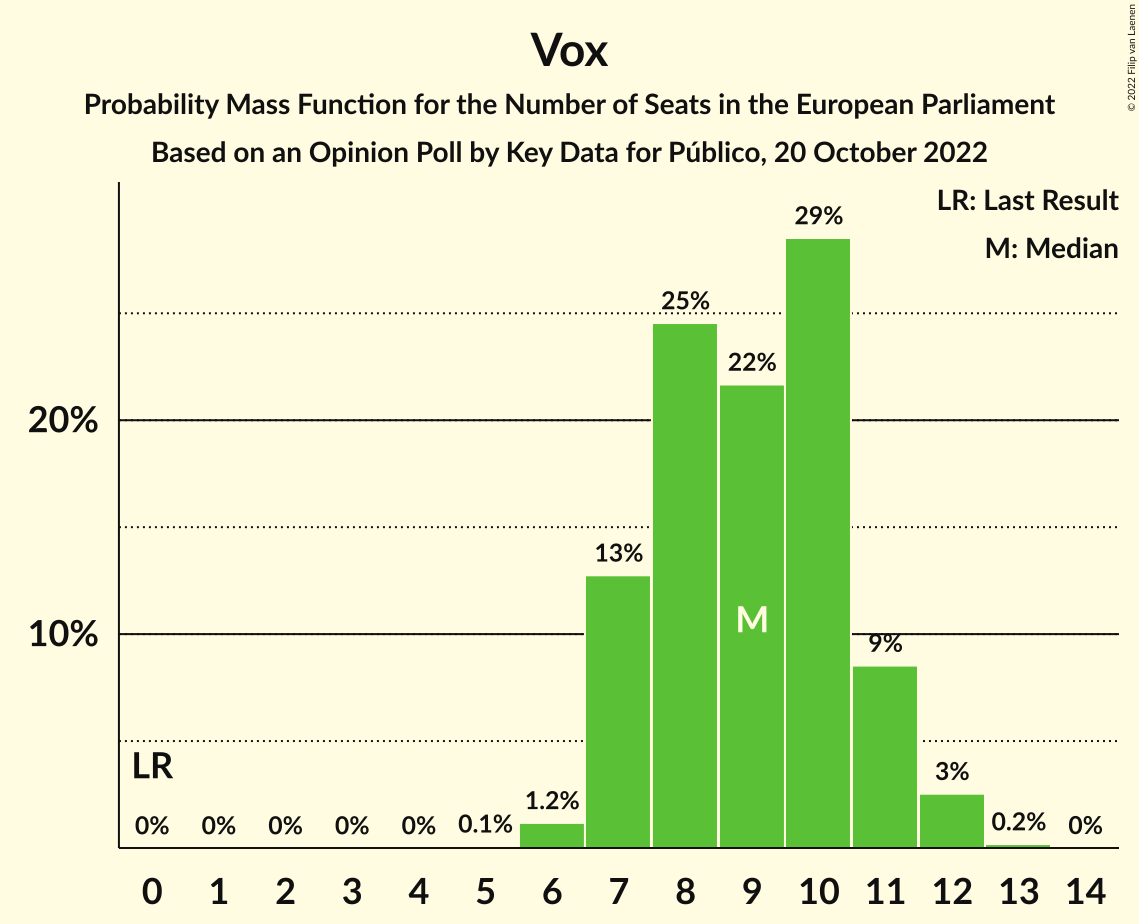 © 2022 Filip van Laenen
Vox
Probability Mass Function for the Number of Seats in the European Parliament
Based on an Opinion Poll by Key Data for Público, 20 October 2022
LR: Last Result
M: Median
29%
25%
22%
20%
13%
M
10%
9%
LR
3%
1.2%
0% 0% 0% 0% 0% 0.1% 0.2% 0%
0 1 2 3 4 5 6 7 8 9 10 11 12 13 14